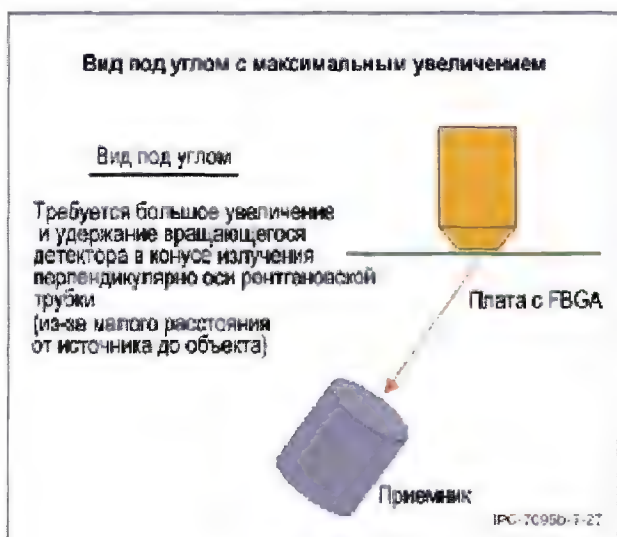 Вид под углом с максимальным увеличением
Вид под углом
Требуется большое увеличение
и удержание вращающегося
детектора в конусе излучения
перпендикулярно оси рентгановской
трубки
(из-за малого расстояния
от источника до объекта)
Плата с FBGA
Приемник
IPC-7095b-7-27